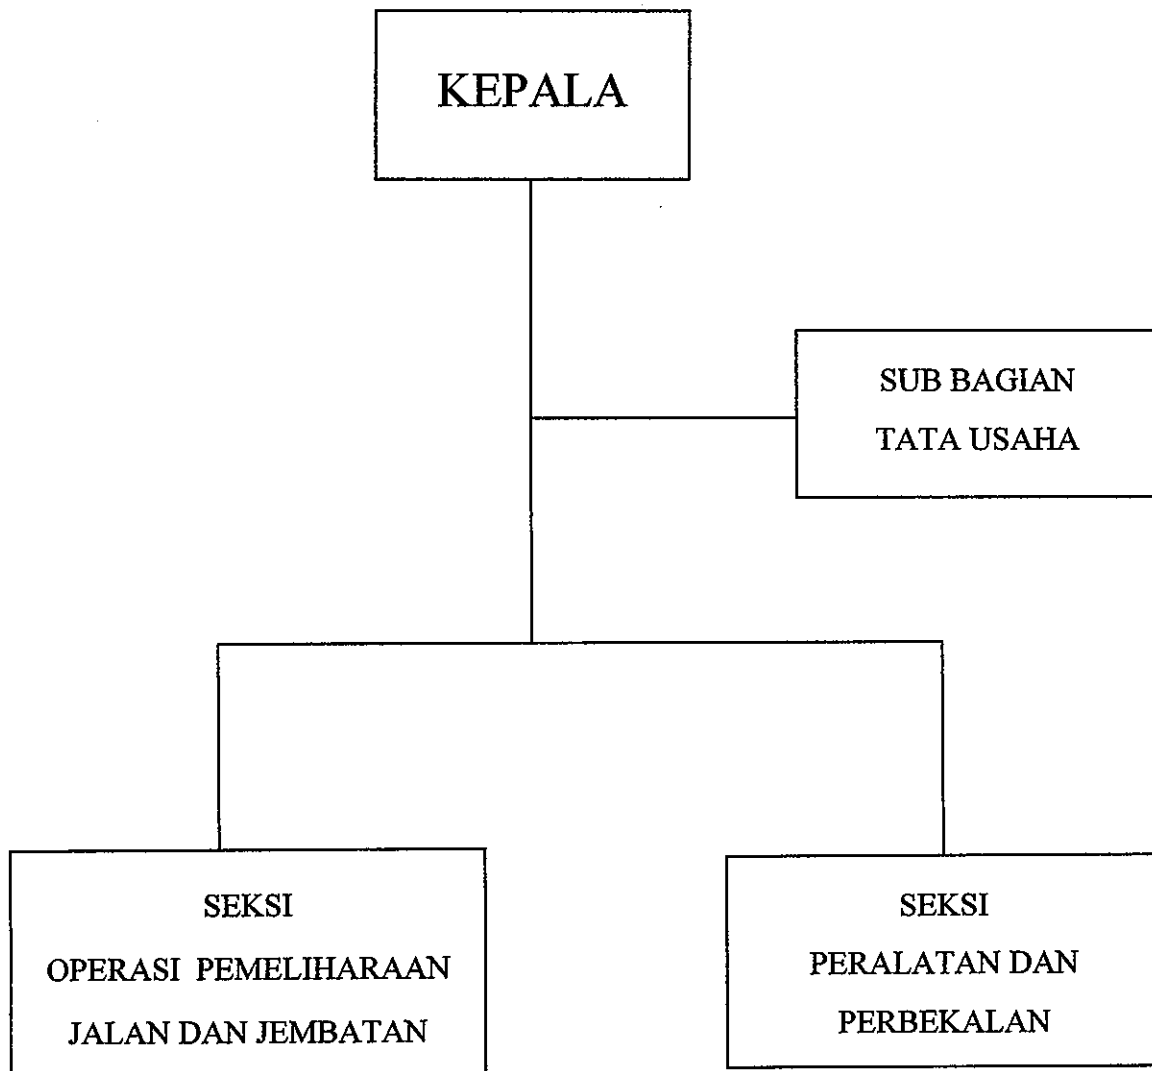 KEPALA
SUB BAGIAN
TATA USAHA
SEKSI
OPERASI PEMELIHARAAN
JALAN DAN JEMBATAN
SEKSI
PERALATAN DAN
PERBEKALAN